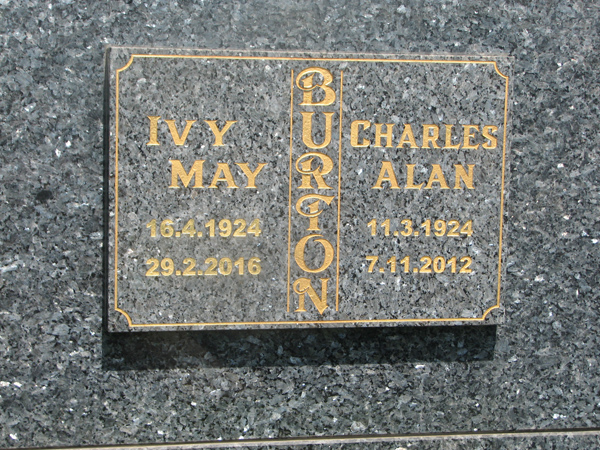 IVY
MAY
16.4.1924
29.2.2016
BURTON
CHARLES
ALAN
11.3.1924
7.11.2012